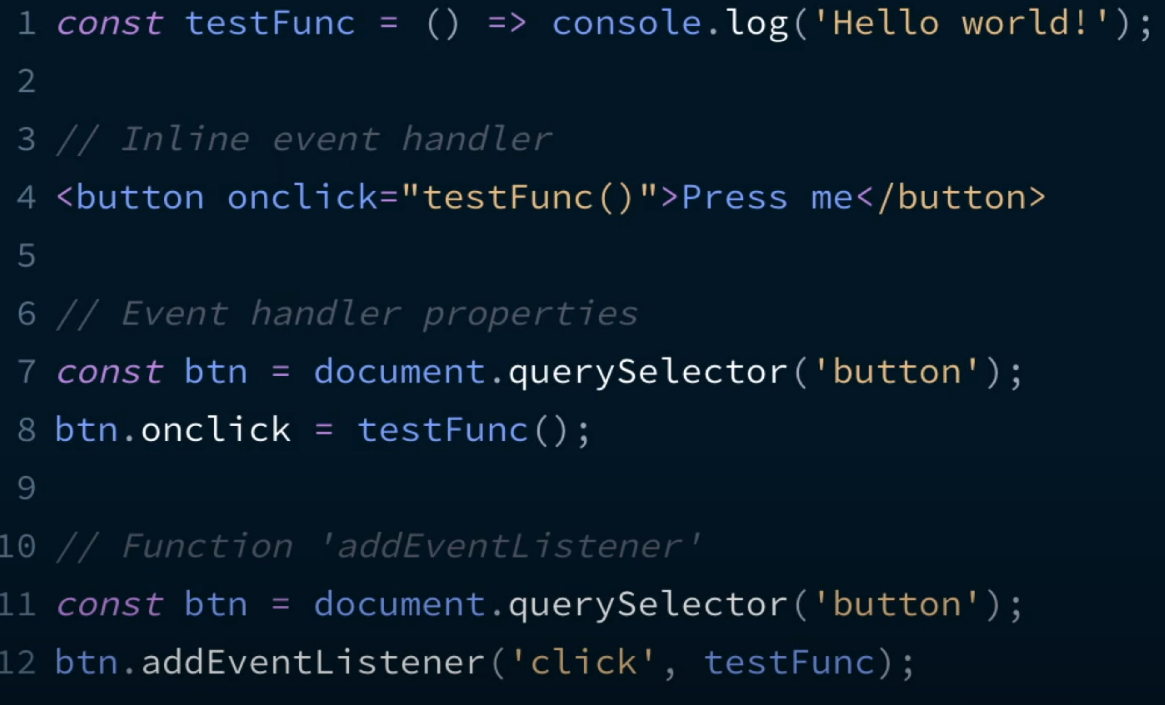 1 const testFunc = () => console.log('Hello world!');
2
3 // Inline event handler
4 <button onclick="testFunc()">Press me</button>
5
6 // Event handler properties
7 const btn = document.querySelector('button');
8 btn.onclick = testFunc();
9
10 // Function 'addEventListener'
11 const btn = document.querySelector('button');
12 btn.addEventListener('click', testFunc);